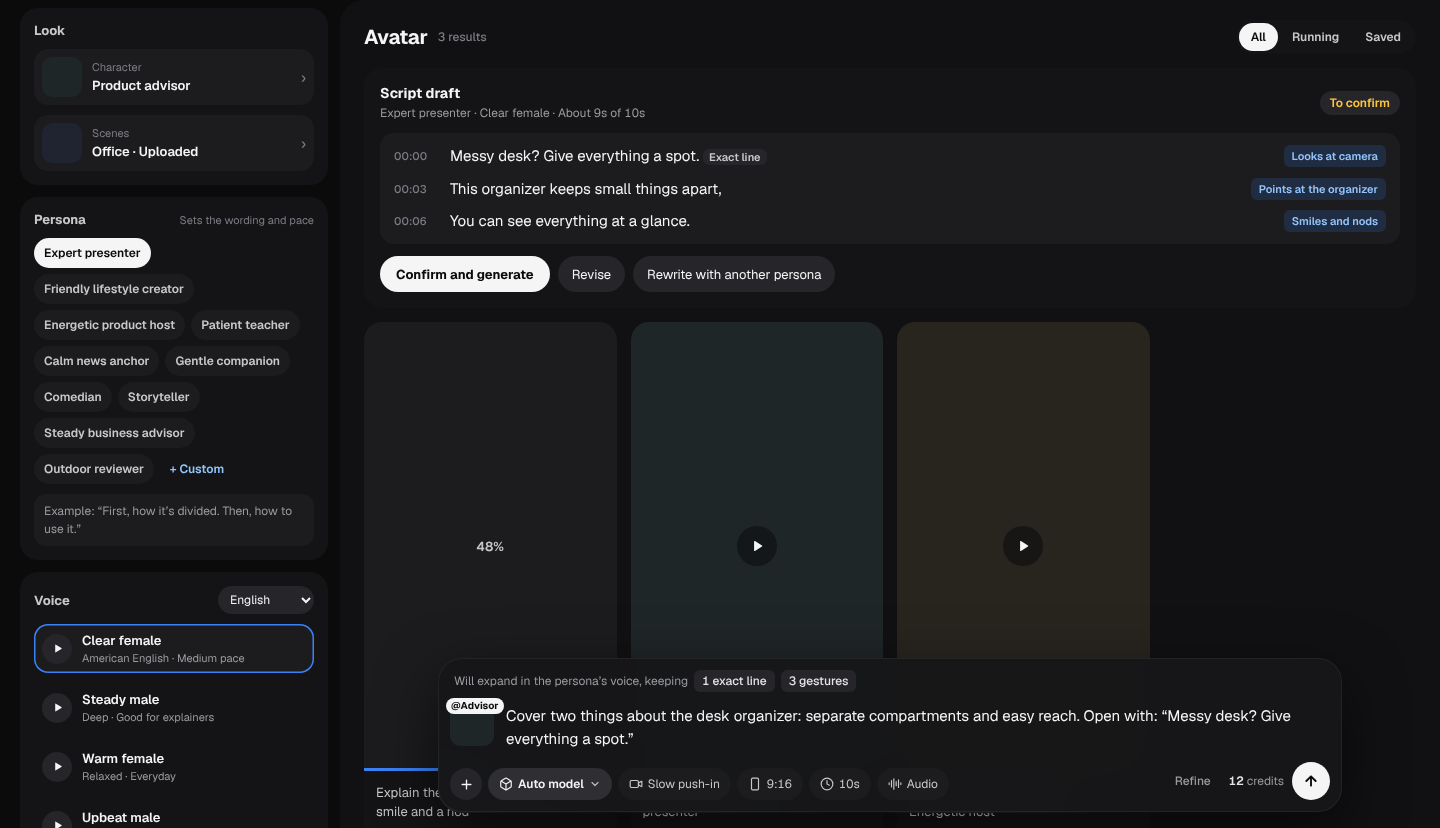 Look
Character
Product advisor
Scenes
Office · Uploaded
Persona
Sets the wording and pace
Expert presenter
Friendly lifestyle creator
Energetic product host
Patient teacher
Calm news anchor
Gentle companion
Comedian
Storyteller
Steady business advisor
Outdoor reviewer
+ Custom
Example: “First, how it’s divided. Then, how to
use it.”
Voice
English
Clear female
American English · Medium pace
Steady male
Deep · Good for explainers
Warm female
Relaxed · Everyday
Upbeat male
Avatar
3 results
All
Running
Saved
Script draft
Expert presenter · Clear female · About 9s of 10s
To confirm
00:00 Messy desk? Give everything a spot. Exact line
Looks at camera
00:03 This organizer keeps small things apart,
Points at the organizer
00:06 You can see everything at a glance.
Smiles and nods
Confirm and generate
Revise
Rewrite with another persona
48%
Will expand in the persona’s voice, keeping 1 exact line 3 gestures
@Advisor
Cover two things about the desk organizer: separate compartments and easy reach. Open with: “Messy desk? Give
everything a spot.”
Auto model
Slow push-in
9:16
10s
Audio
Refine
12 credits
Explain the
smile and a nod
presenter
Energetic host